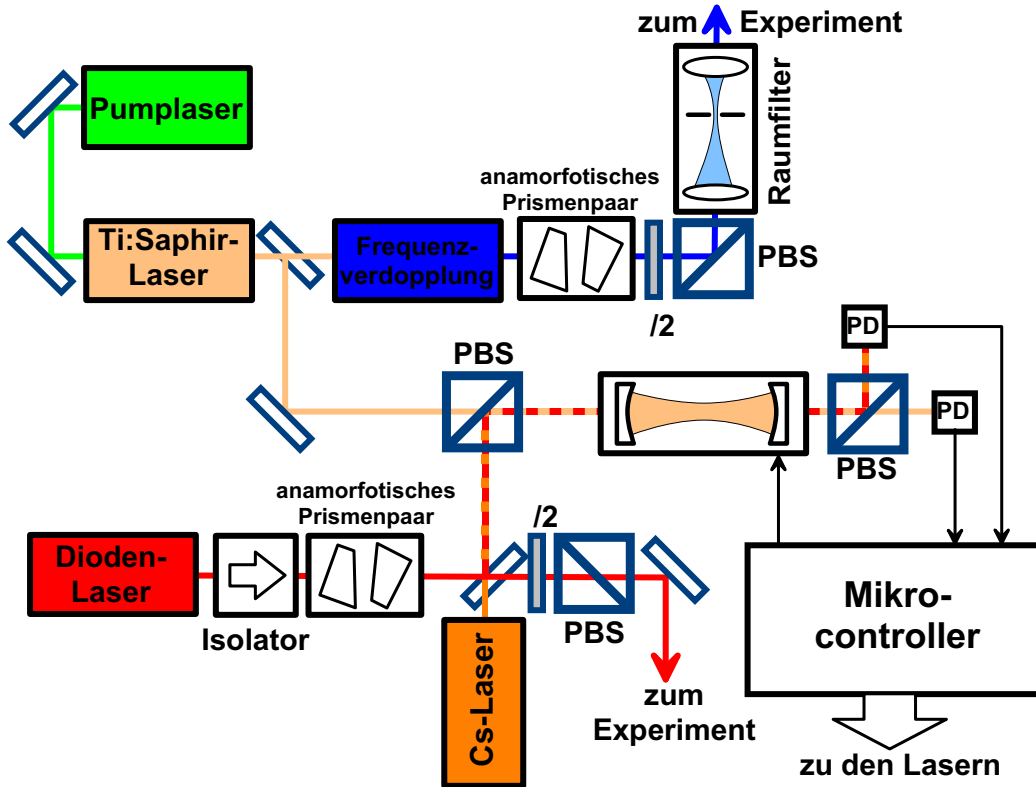 zum Experiment
Raumfilter
Pumplaser
anamorfotisches
Prismenpaar
Ti:Saphir-
Laser
Frequenz-
verdopplung
PBS
/2
PD
PBS
PD
PBS
anamorfotisches
Prismenpaar
/2
Dioden-
Laser
Isolator
PBS
Cs-Laser
zum
Experiment
Mikro-
controller
zu den Lasern